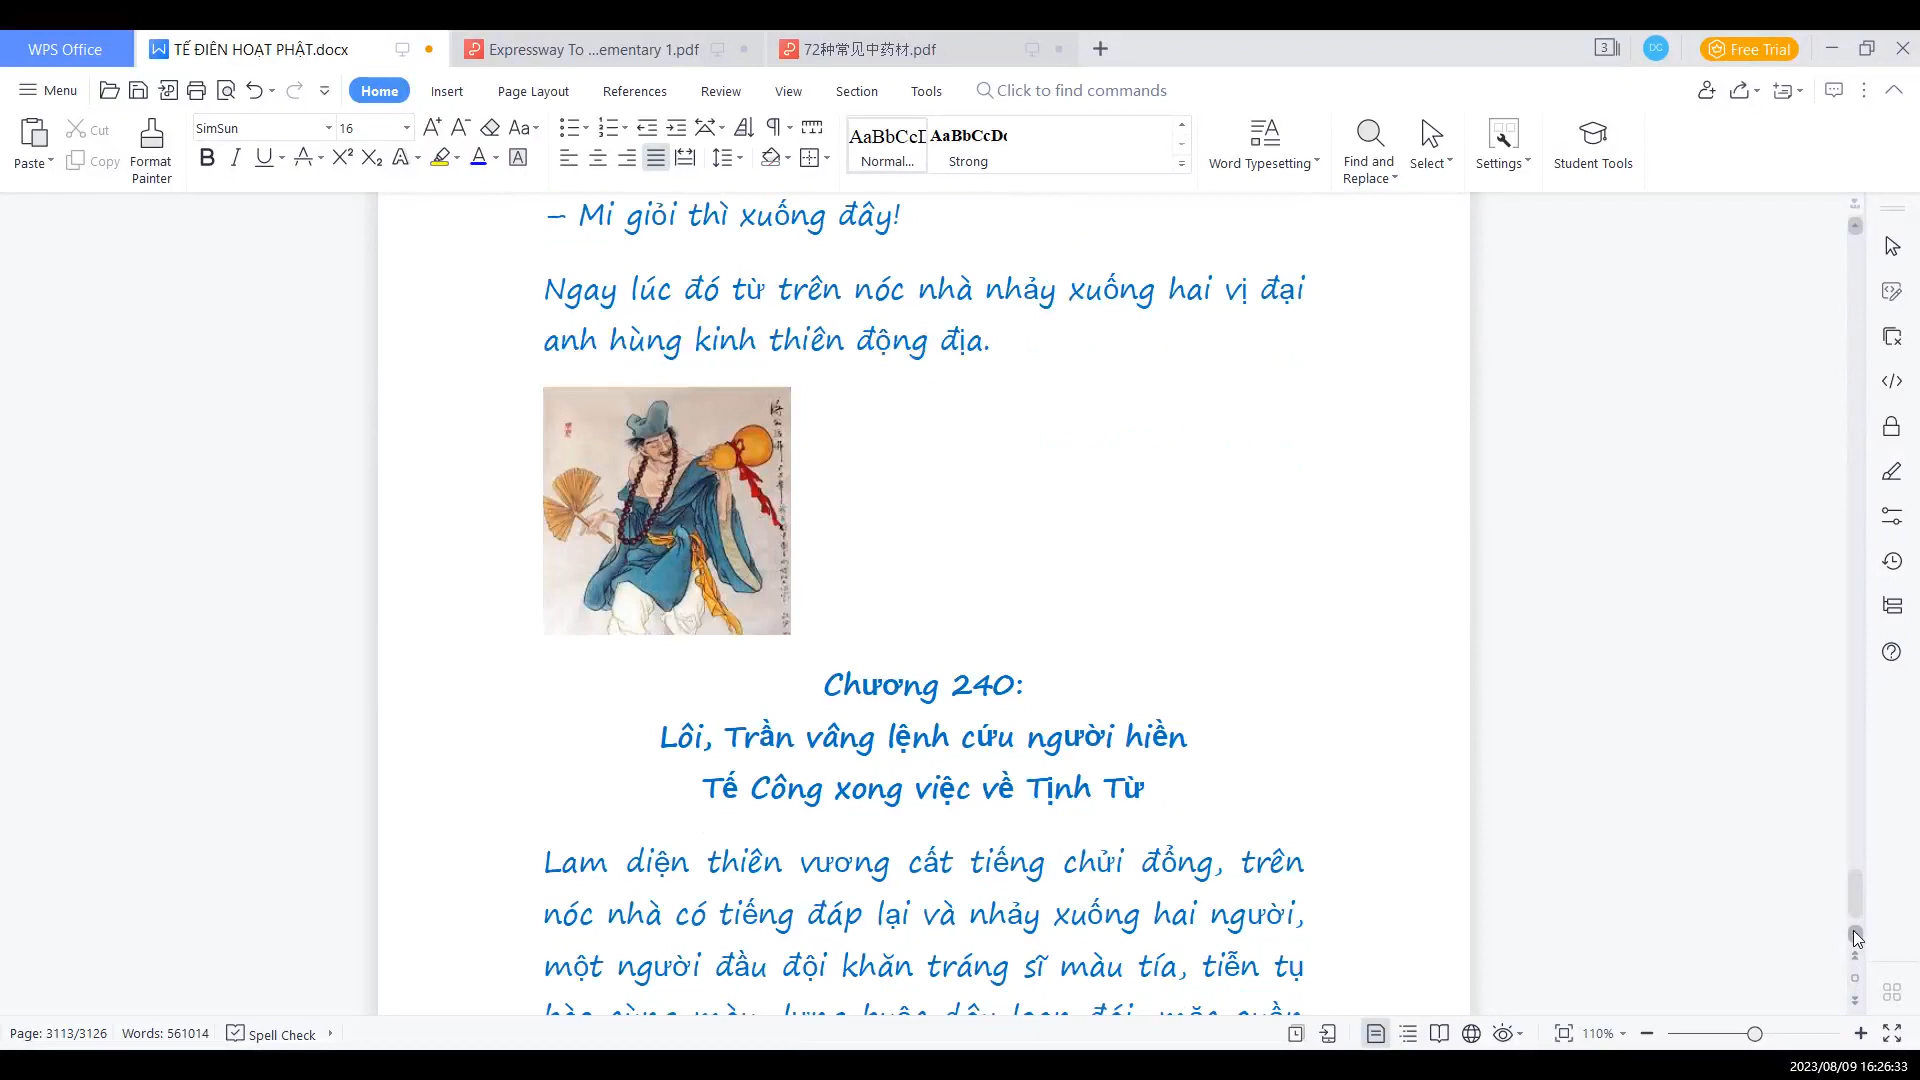 WPS Office
TẾ ĐIÊN HOẠT PHẬT.docx
Expressway To ...ementary 1.pdf
72种常见中药材.pdf
3
DC
Free Trial
Menu
Home
Insert
Page Layout
References
Review
View
Section
Tools
Click to find commands
Paste
Cut
Copy
Format
Painter
SimSun
16
AaBbCcD
Normal...
AaBbCcDc
Strong
Word Typesetting
Find and
Replace
Select
Settings
Student Tools
– Mi giỏi thì xuống đây!
Ngay lúc đó từ trên nóc nhà nhảy xuống hai vị đại
anh hùng kinh thiên động địa.
Chương 240:
Lôi, Trần vâng lệnh cứu người hiền
Tế Công xong việc về Tịnh Từ
Lam diện thiên vương cất tiếng chửi đổng, trên
nóc nhà có tiếng đáp lại và nhảy xuống hai người,
một người đầu đội khăn tráng sĩ màu tía, tiễn tụ
Page: 3113/3126
Words: 561014
Spell Check
110%
2023/08/09 16:26:33